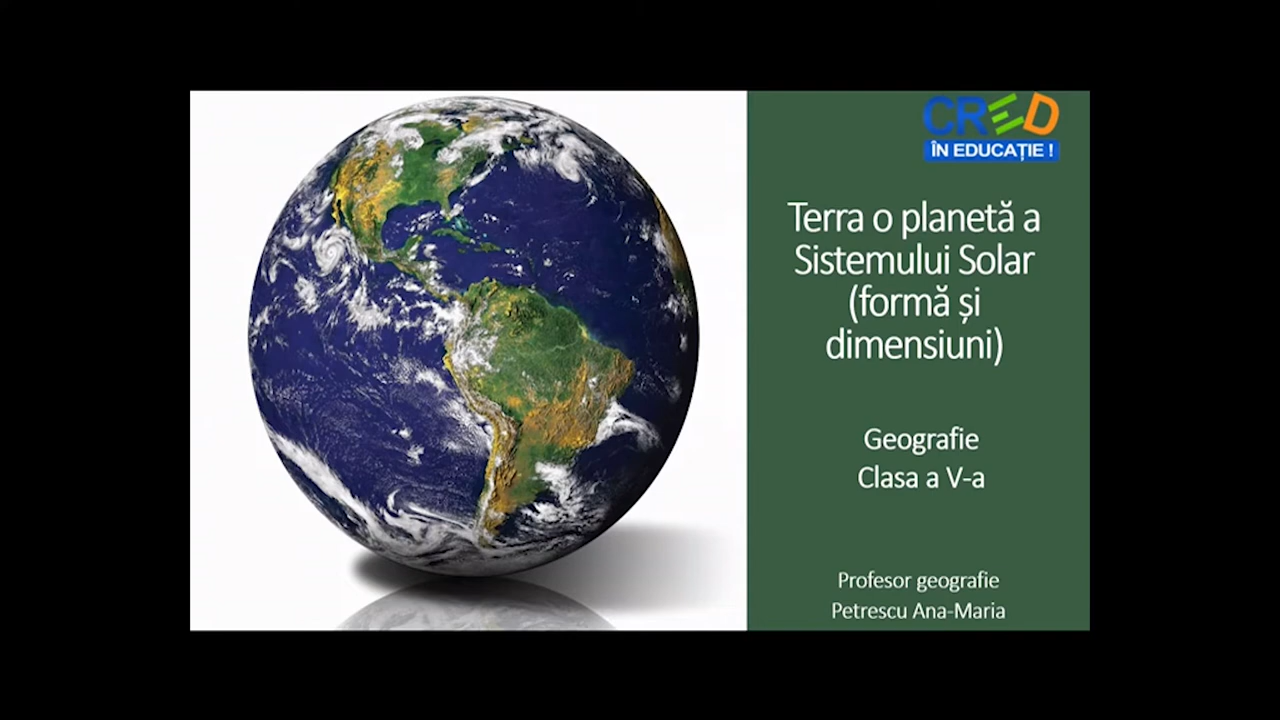 CRED
ÎN EDUCAȚIE !
Terra o planetă a
Sistemului Solar
(formă și
dimensiuni)
Geografie
Clasa a V-a
Profesor geografie
Petrescu Ana-Maria